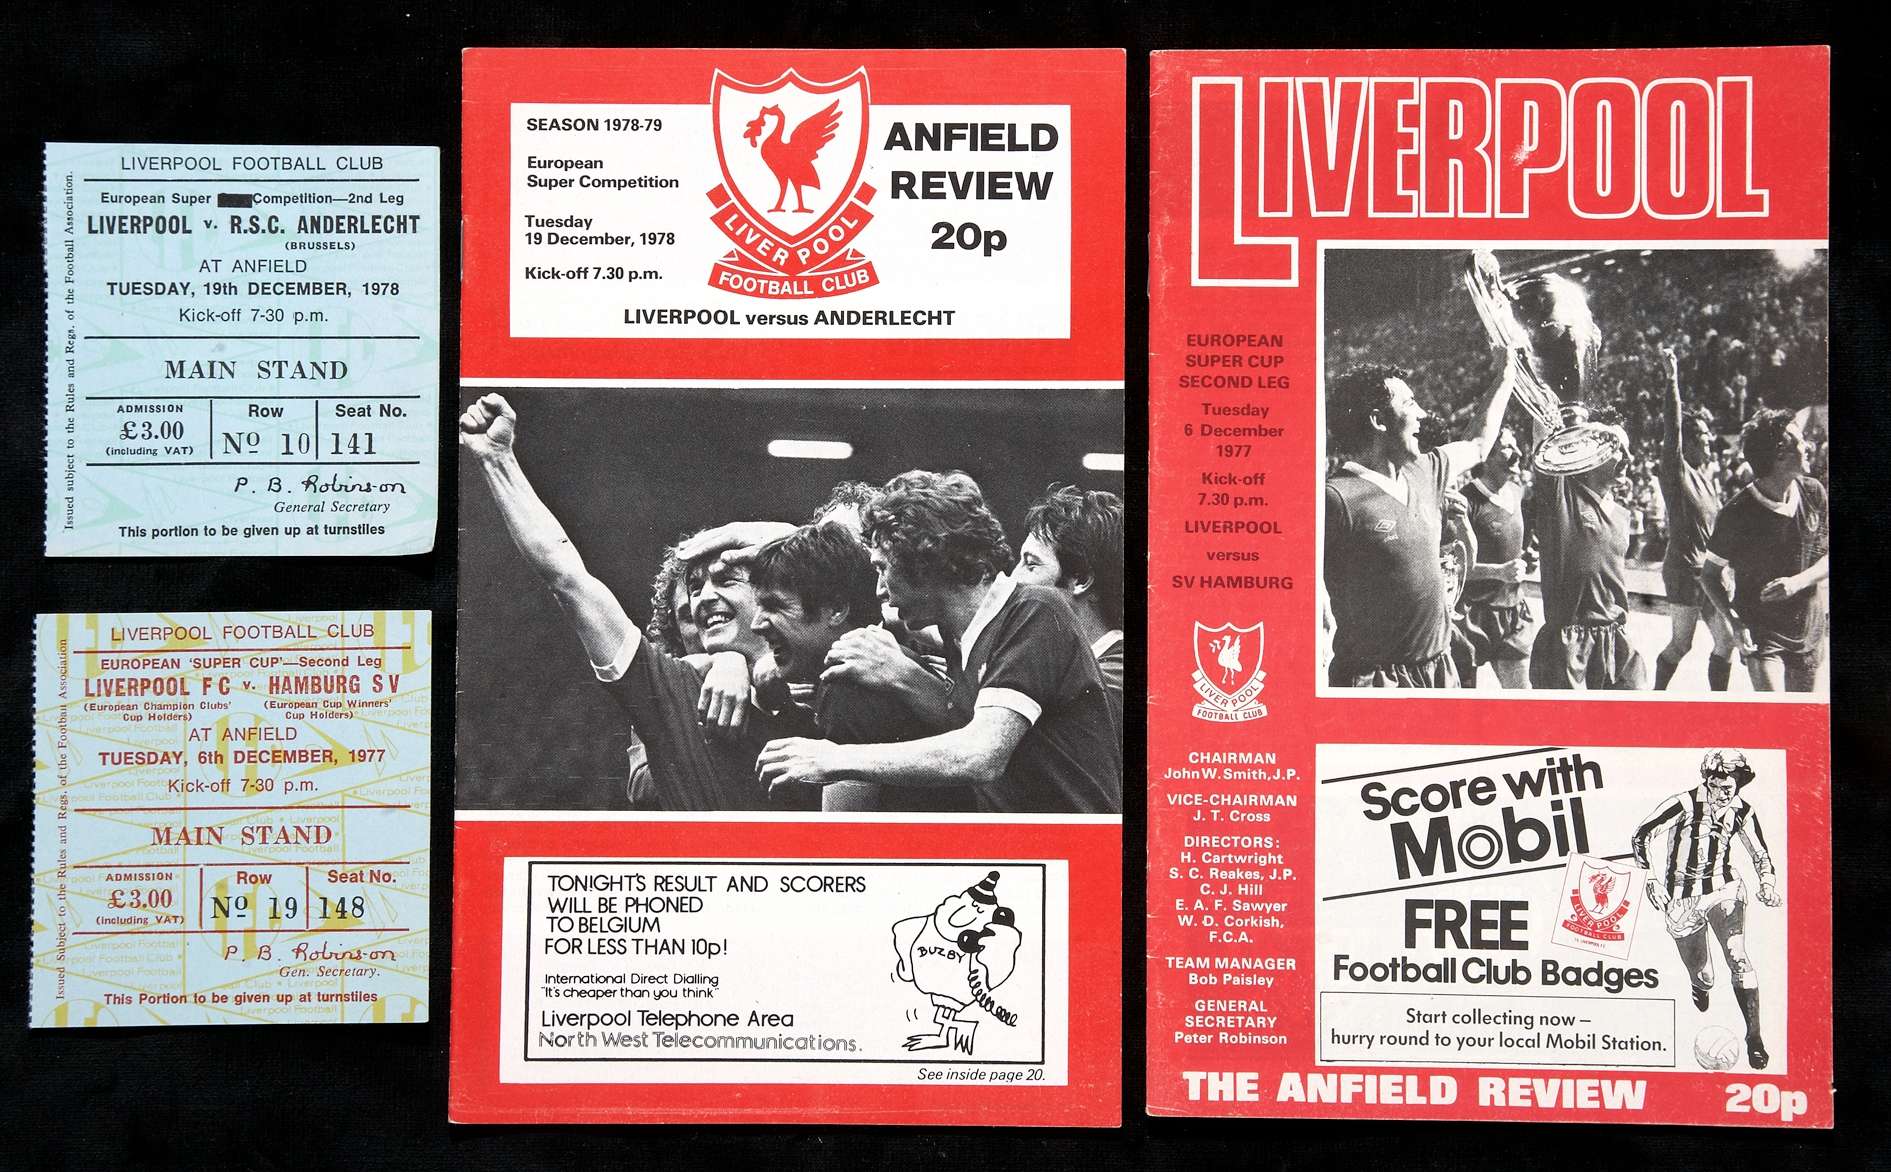 LIVERPOOL FOOTBALL CLUB
European Super Competition—2nd Leg
LIVERPOOL v. R.S.C. ANDERLECHT
(BRUSSELS)
AT ANFIELD
TUESDAY, 19th DECEMBER, 1978
Kick-off 7-30 p.m.
MAIN STAND
ADMISSION Row Seat No.
£3.00 Nº 10 141
(including VAT)
P. B. Robinson
General Secretary
This portion to be given up at turnstiles
Issued subject to the Rules and Regs. of the Football Association.
LIVERPOOL FOOTBALL CLUB
EUROPEAN 'SUPER CUP'—Second Leg
LIVERPOOL F C v. HAMBURG S V
(European Champion Clubs' (European Cup Winners'
Cup Holders) Cup Holders)
AT ANFIELD
TUESDAY, 6th DECEMBER, 1977
Kick-off 7-30 p.m.
MAIN STAND
ADMISSION Row Seat No.
£3.00 Nº 19 148
(including VAT)
P. B. Robinson
Gen. Secretary.
This Portion to be given up at turnstiles
Issued Subject to the Rules and Regs. of the Football Association
SEASON 1978-79
European
Super Competition
Tuesday
19 December, 1978
Kick-off 7.30 p.m.
LIVERPOOL
FOOTBALL CLUB
ANFIELD
REVIEW
20p
LIVERPOOL versus ANDERLECHT
TON!GHT'S RESULT AND SCORERS
WILL BE PHONED
TO BELGIUM
FOR LESS THAN 10p!
International Direct Dialling
"It's cheaper than you think"
Liverpool Telephone Area
North West Telecommunications.
BUZBY
See inside page 20.
LIVERPOOL
EUROPEAN
SUPER CUP
SECOND LEG
Tuesday
6 December
1977
Kick-off
7.30 p.m.
LIVERPOOL
versus
SV HAMBURG
LIVERPOOL
FOOTBALL CLUB
CHAIRMAN
John W. Smith, J.P.
VICE-CHAIRMAN
J. T. Cross
DIRECTORS:
H. Cartwright
S. C. Reakes, J.P.
C. J. Hill
E. A. F. Sawyer
W. D. Corkish,
F.C.A.
TEAM MANAGER
Bob Paisley
GENERAL
SECRETARY
Peter Robinson
Score with
Mobil
FREE
Football Club Badges
LIVERPOOL
FOOTBALL CLUB
Start collecting now –
hurry round to your local Mobil Station.
THE ANFIELD REVIEW 20p